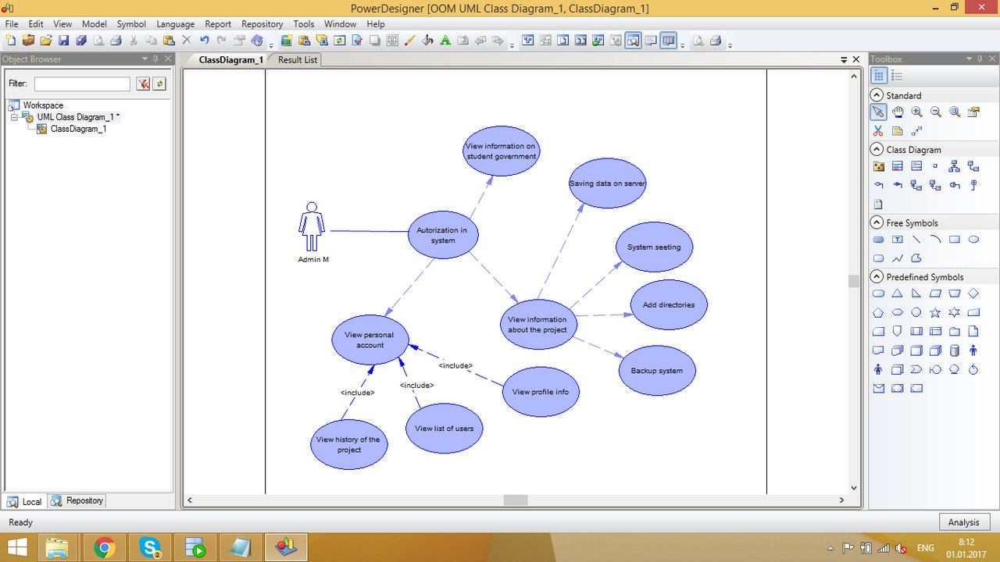 PowerDesigner [OOM UML Class Diagram_1, ClassDiagram_1]
File Edit View Model Symbol Language Report Repository Tools Window Help
Object Browser
ClassDiagram_1 Result List
Toolbox
Filter:
Workspace
UML Class Diagram_1 *
ClassDiagram_1
Standard
Class Diagram
Free Symbols
Predefined Symbols
View information on
student government
Saving data on server
Admin M
Autorization in
system
System seeting
Add directories
View information
about the project
View personal
account
Backup system
<include>
<include>
<include>
View profile info
View list of users
View history of the
project
Local Repository
Ready
Analysis
2
ENG
8:12
01.01.2017